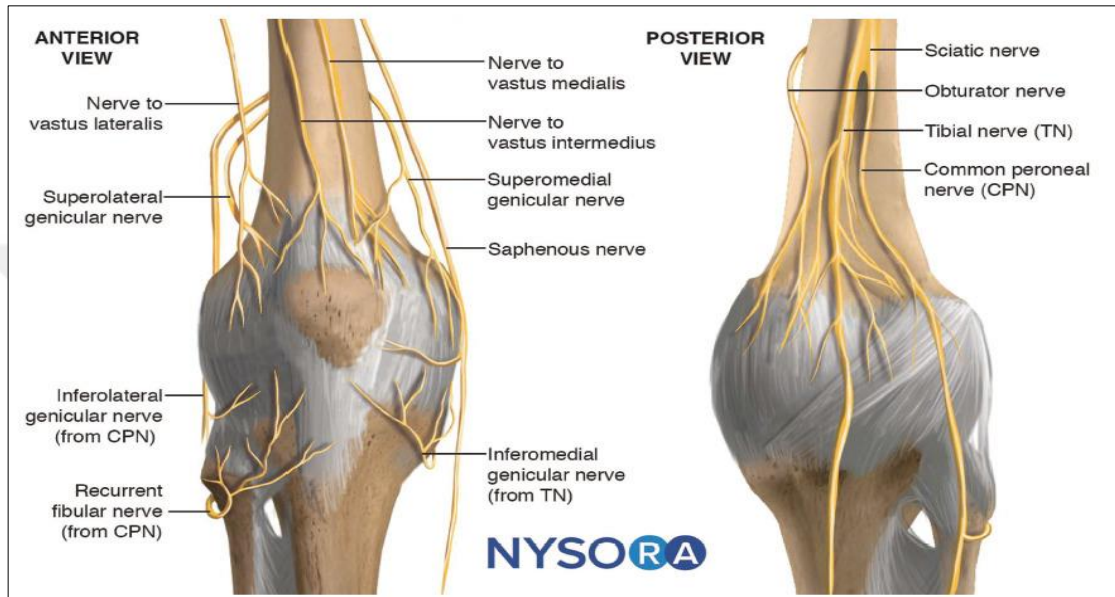 ANTERIOR
VIEW
Nerve to
vastus lateralis
Superolateral
genicular nerve
Inferolateral
genicular nerve
(from CPN)
Recurrent
fibular nerve
(from CPN)
Nerve to
vastus medialis
Nerve to
vastus intermedius
Superomedial
genicular nerve
Saphenous nerve
Inferomedial
genicular nerve
(from TN)
NYSORA
POSTERIOR
VIEW
Sciatic nerve
Obturator nerve
Tibial nerve (TN)
Common peroneal
nerve (CPN)